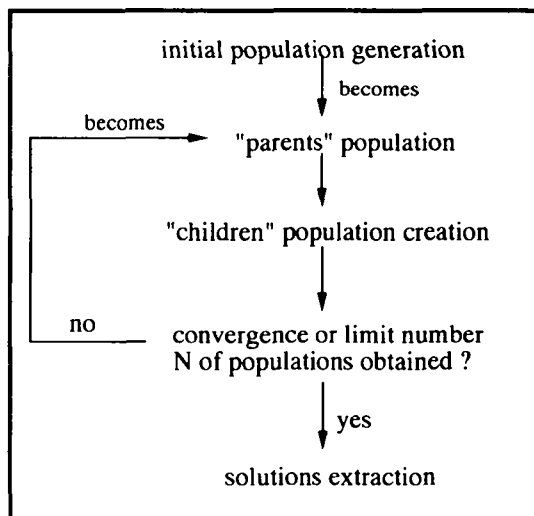 initial population generation
becomes
becomes
"parents" population
"children" population creation
no
convergence or limit number
N of populations obtained ?
yes
solutions extraction